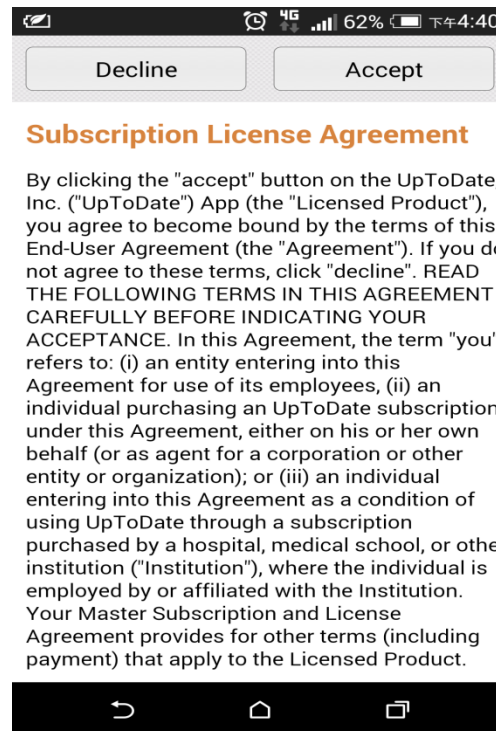 4G 62% 下午4:40
Decline Accept
Subscription License Agreement
By clicking the "accept" button on the UpToDate,
Inc. ("UpToDate") App (the "Licensed Product"),
you agree to become bound by the terms of this
End-User Agreement (the "Agreement"). If you do
not agree to these terms, click "decline". READ
THE FOLLOWING TERMS IN THIS AGREEMENT
CAREFULLY BEFORE INDICATING YOUR
ACCEPTANCE. In this Agreement, the term "you"
refers to: (i) an entity entering into this
Agreement for use of its employees, (ii) an
individual purchasing an UpToDate subscription
under this Agreement, either on his or her own
behalf (or as agent for a corporation or other
entity or organization); or (iii) an individual
entering into this Agreement as a condition of
using UpToDate through a subscription
purchased by a hospital, medical school, or othe
institution ("Institution"), where the individual is
employed by or affiliated with the Institution.
Your Master Subscription and License
Agreement provides for other terms (including
payment) that apply to the Licensed Product.